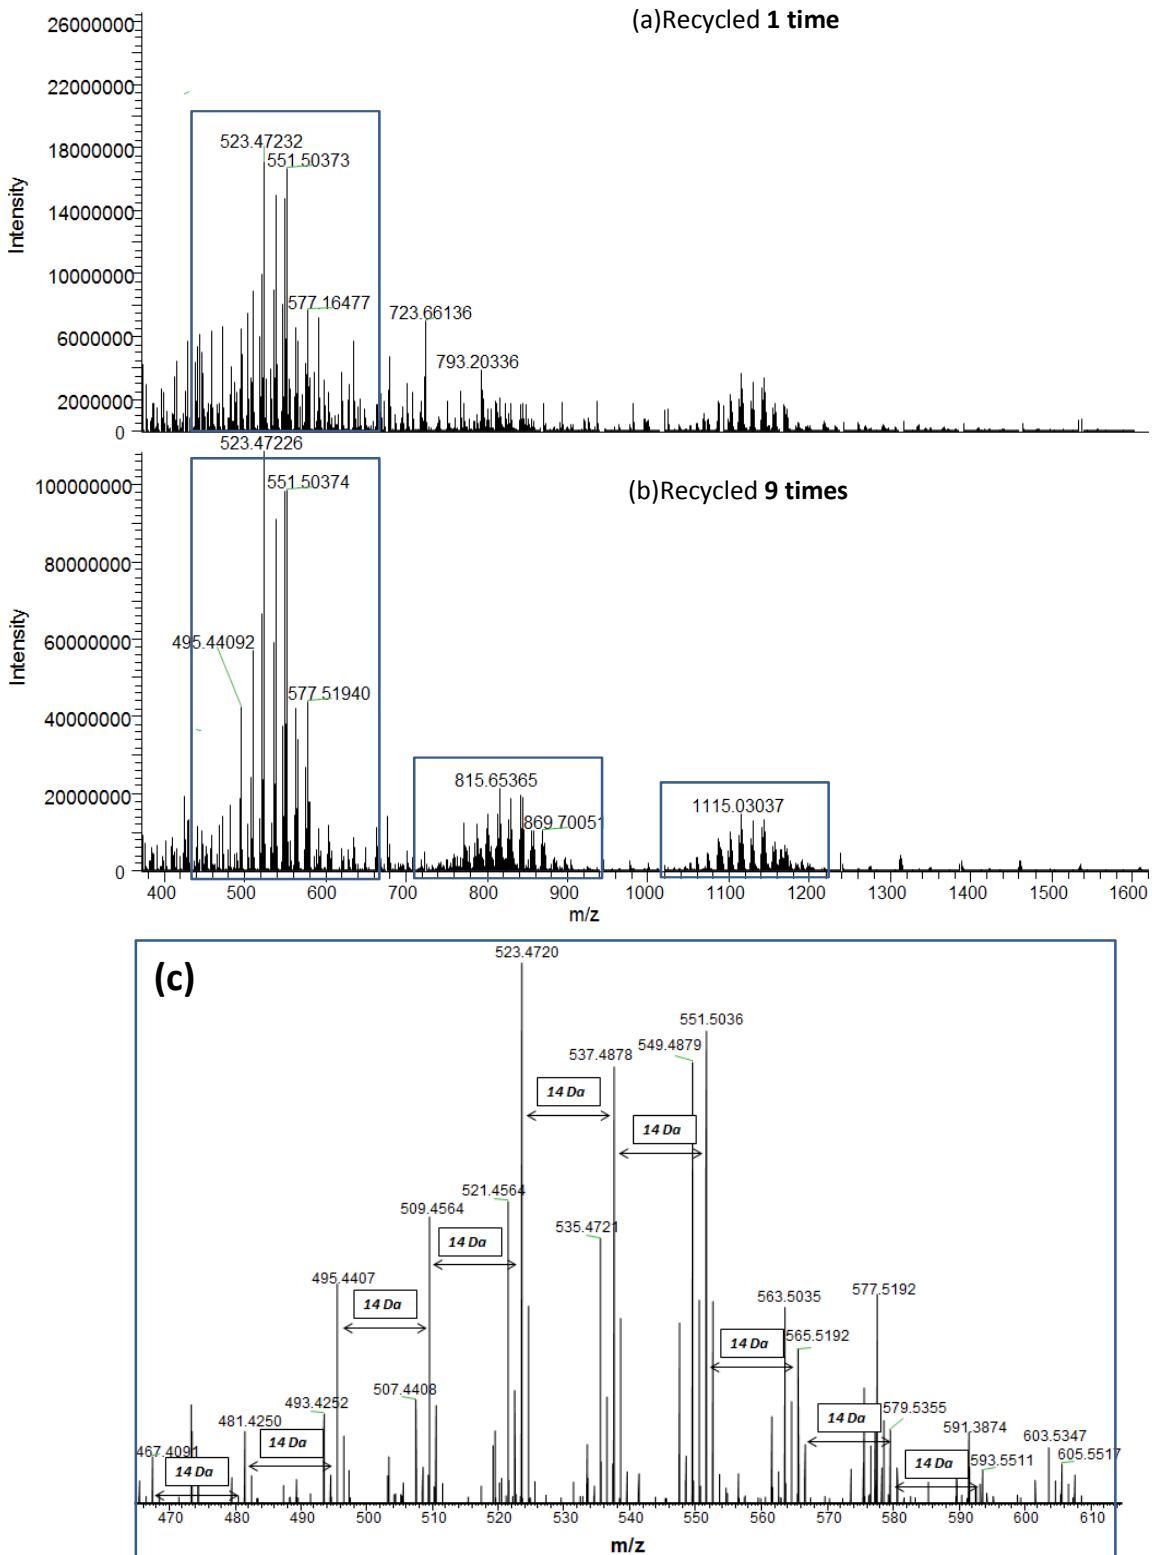 (a)Recycled 1 time
26000000
22000000
18000000
14000000
10000000
6000000
2000000
0
Intensity
523.47232
551.50373
577.16477
723.66136
793.20336
(b)Recycled 9 times
523.47226
551.50374
495.44092
577.51940
815.65365
869.70051
1115.03037
100000000
80000000
60000000
40000000
20000000
0
Intensity
400 500 600 700 800 900 1000 1100 1200 1300 1400 1500 1600
m/z
(c)
523.4720
551.5036
549.4879
537.4878
14 Da
14 Da
521.4564
509.4564
535.4721
14 Da
495.4407
577.5192
563.5035
14 Da
565.5192
14 Da
507.4408
493.4252
481.4250
579.5355
591.3874
14 Da
14 Da
603.5347
467.4091
605.5517
593.5511
14 Da
14 Da
470 480 490 500 510 520 530 540 550 560 570 580 590 600 610
m/z